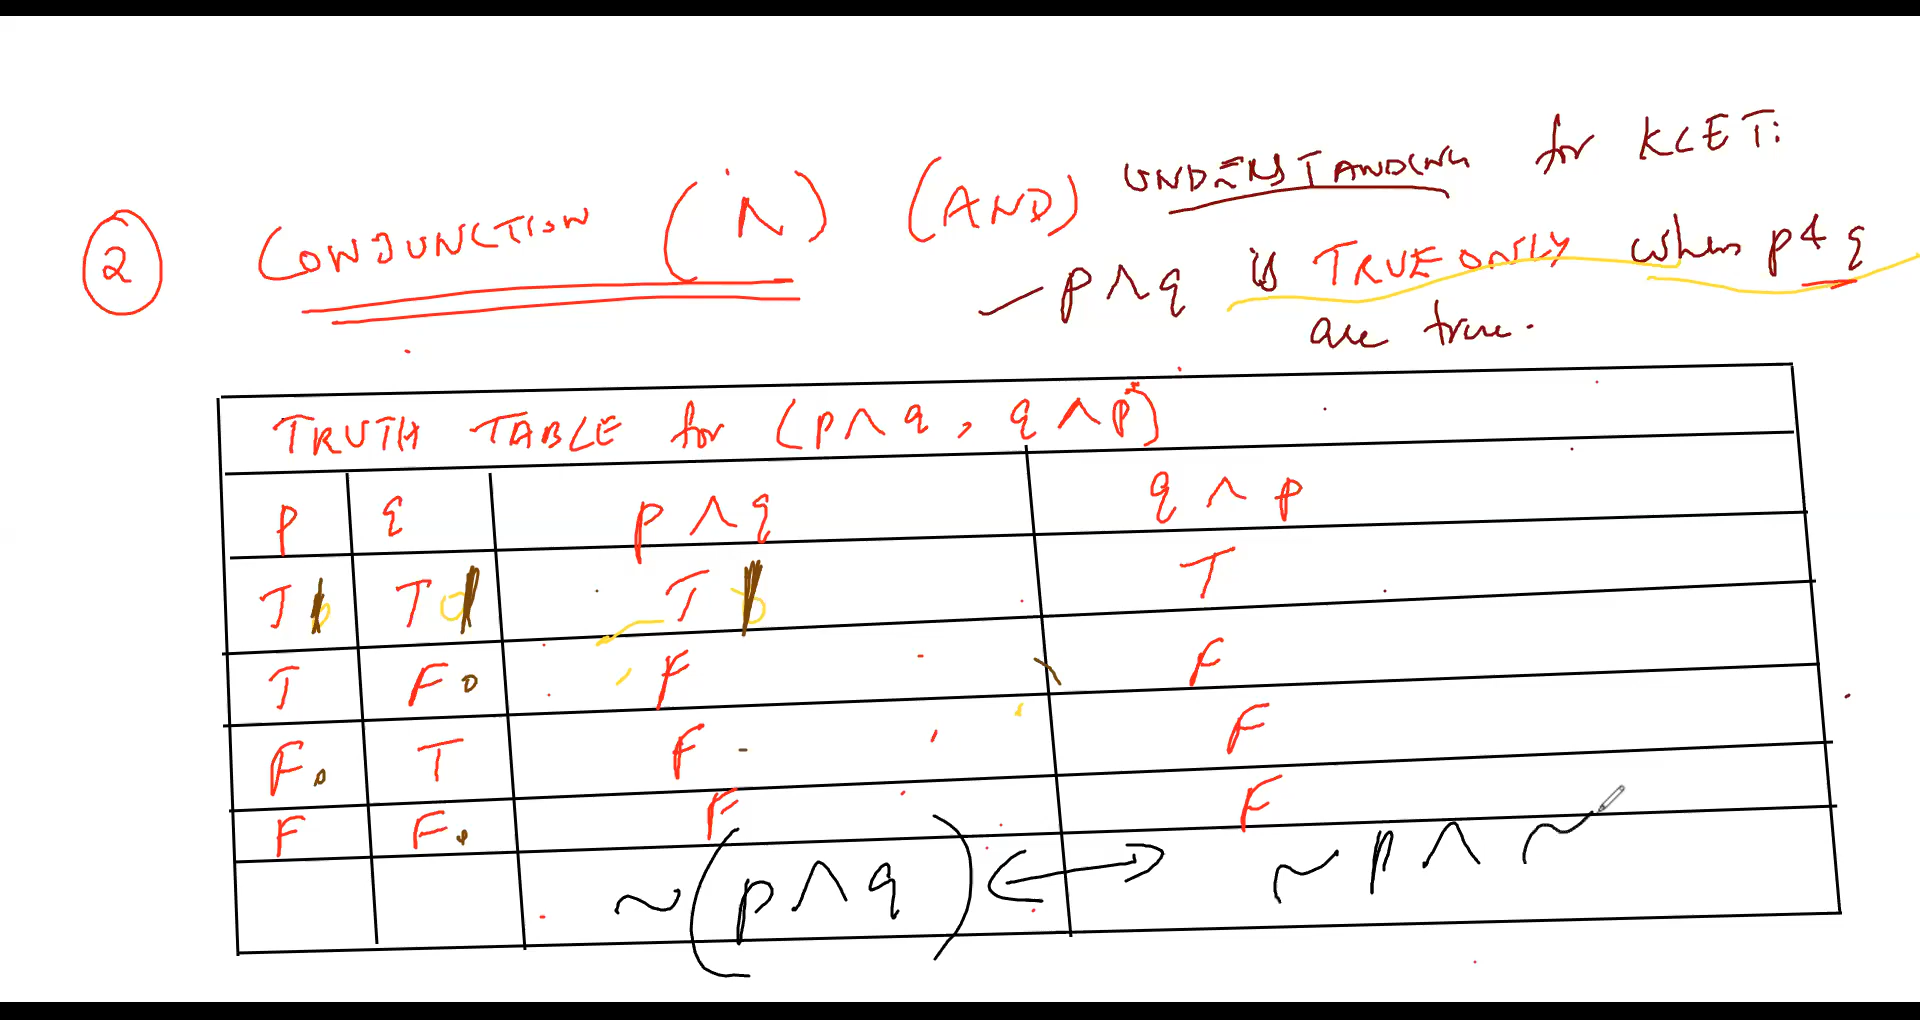 ② CONJUNCTION (∧) (AND)
UNDERSTANDING for KCET:
– p∧q is TRUE ONLY when p & q
are true.
TRUTH TABLE for (p∧q, q∧p)
p q p∧q q∧p
T T T T
T F F F
F T F F
F F F F
~(p∧q) ↔ ~p∧~